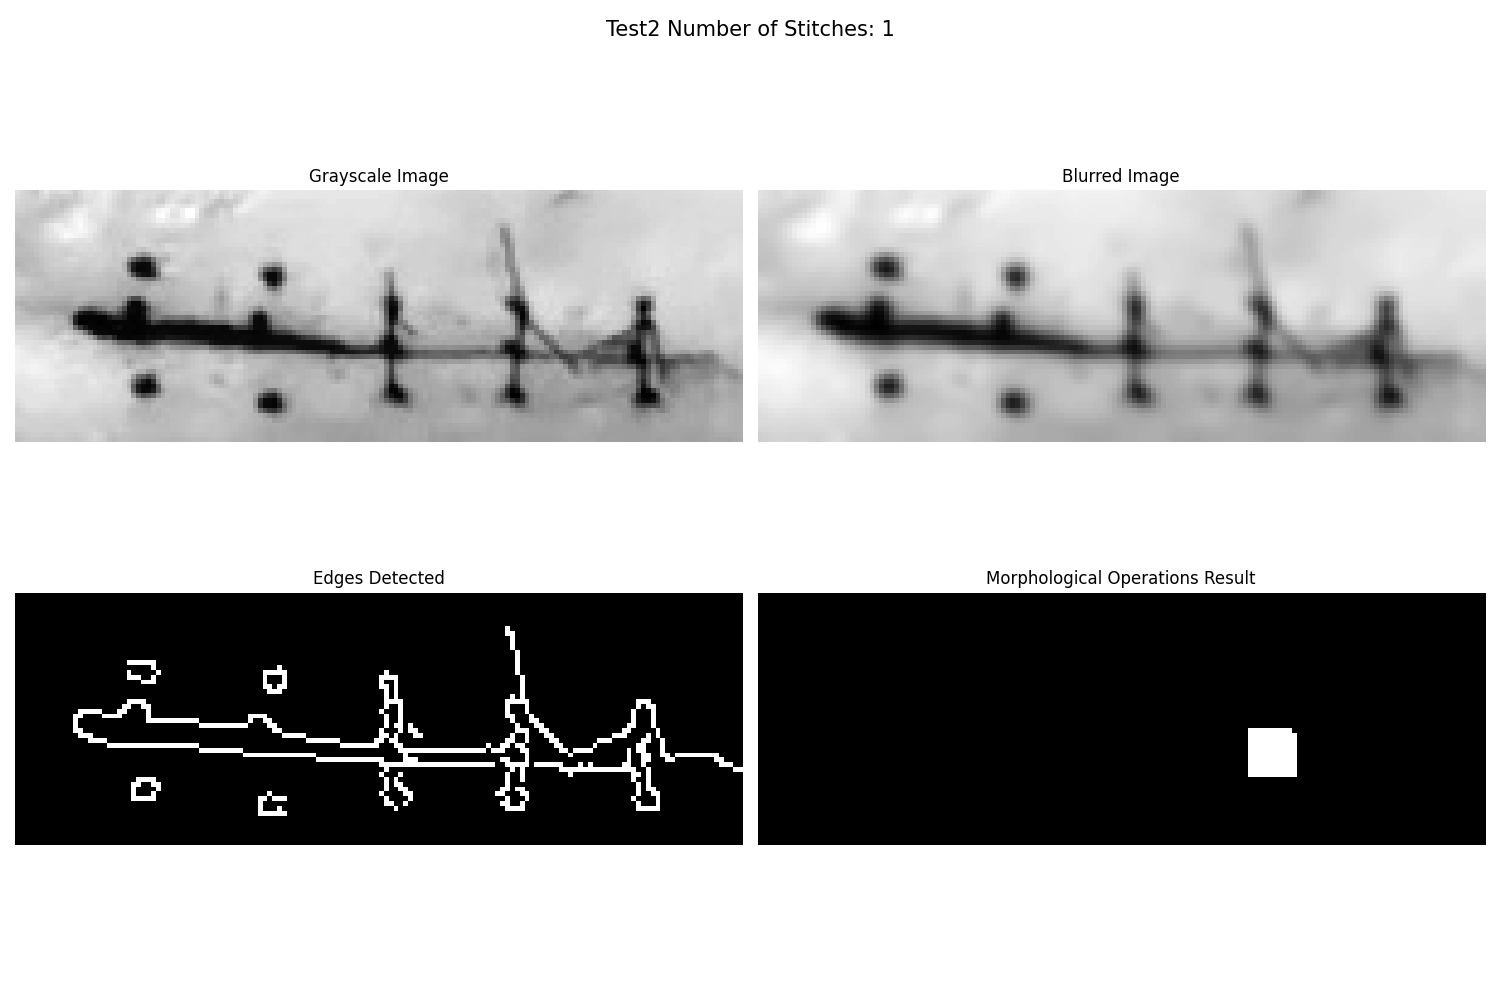 Test2 Number of Stitches: 1
Grayscale Image
Blurred Image
Edges Detected
Morphological Operations Result